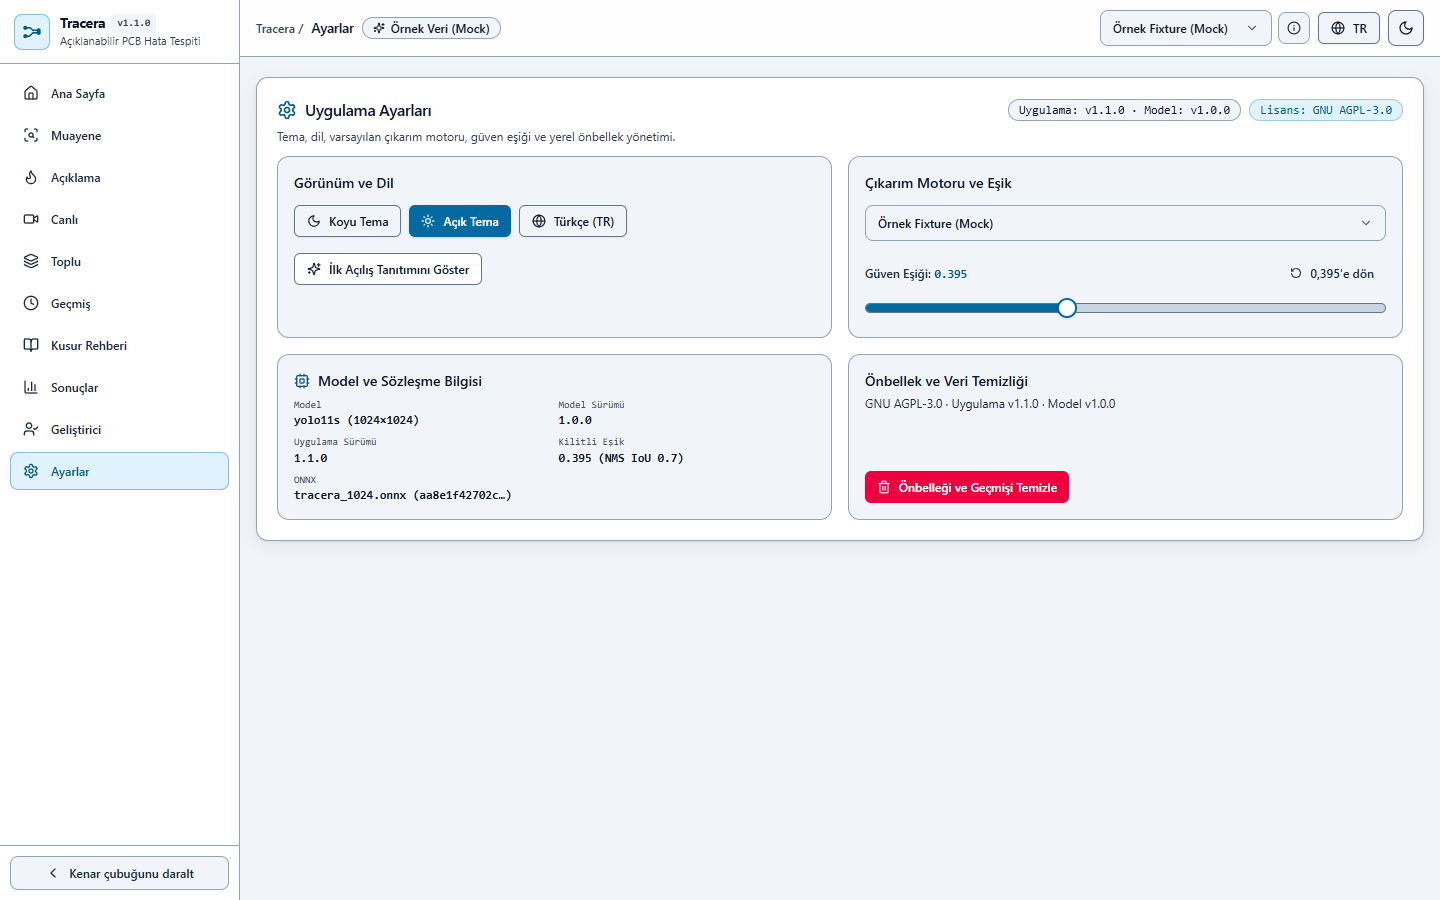 Tracera v1.1.0
Açıklanabilir PCB Hata Tespiti
Ana Sayfa
Muayene
Açıklama
Canlı
Toplu
Geçmiş
Kusur Rehberi
Sonuçlar
Geliştirici
Ayarlar
Kenar çubuğunu daralt
Tracera / Ayarlar Örnek Veri (Mock)
Örnek Fixture (Mock) TR
Uygulama Ayarları
Uygulama: v1.1.0 · Model: v1.0.0 Lisans: GNU AGPL-3.0
Tema, dil, varsayılan çıkarım motoru, güven eşiği ve yerel önbellek yönetimi.
Görünüm ve Dil
Koyu Tema Açık Tema Türkçe (TR)
İlk Açılış Tanıtımını Göster
Çıkarım Motoru ve Eşik
Örnek Fixture (Mock)
Güven Eşiği: 0.395 0,395'e dön
Model ve Sözleşme Bilgisi
Model
yolo11s (1024×1024)
Model Sürümü
1.0.0
Uygulama Sürümü
1.1.0
Kilitli Eşik
0.395 (NMS IoU 0.7)
ONNX
tracera_1024.onnx (aa8e1f42702c…)
Önbellek ve Veri Temizliği
GNU AGPL-3.0 · Uygulama v1.1.0 · Model v1.0.0
Önbelleği ve Geçmişi Temizle